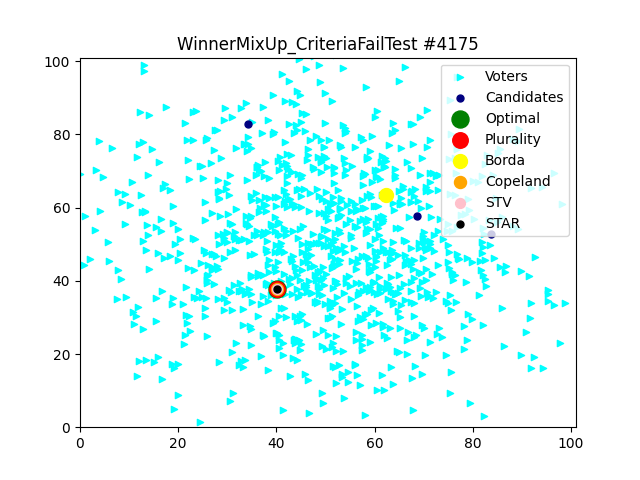 WinnerMixUp_CriteriaFailTest #4175
100
80
60
40
20
0
0 20 40 60 80 100
Voters
Candidates
Optimal
Plurality
Borda
Copeland
STV
STAR